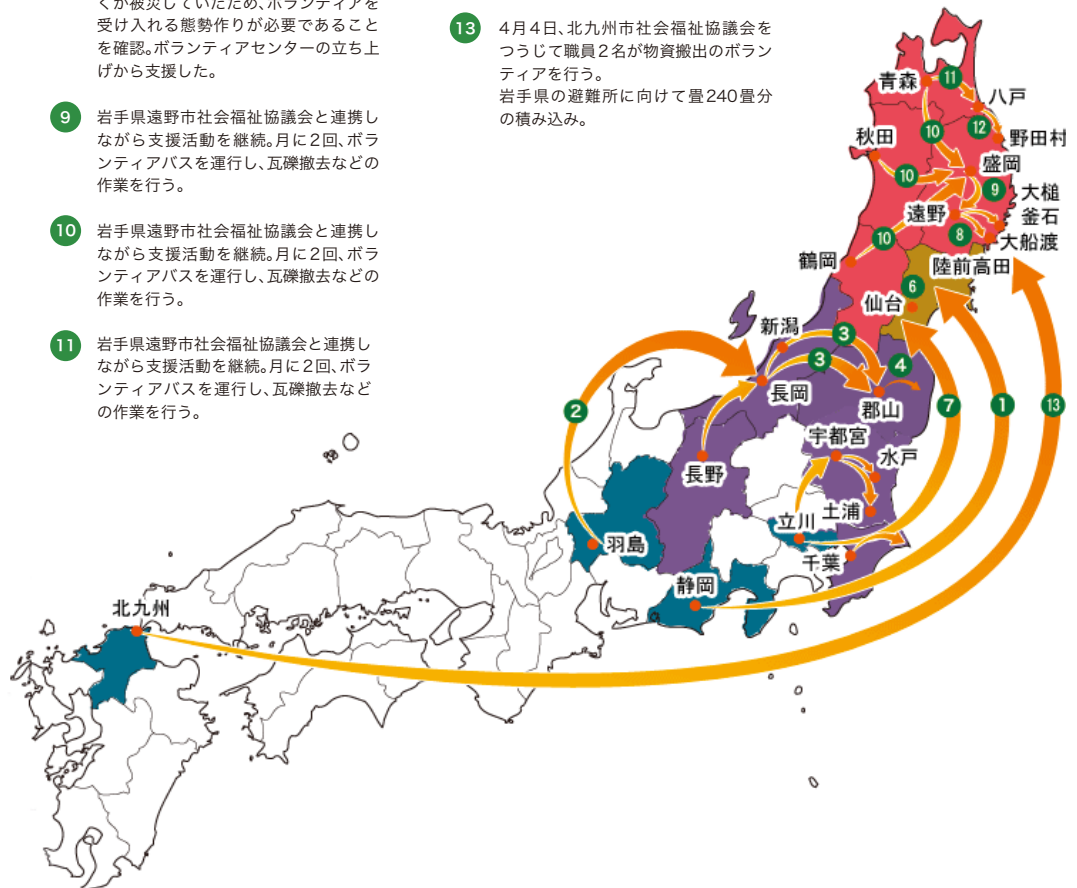 くが被災していたため、ボランティアを
受け入れる態勢作りが必要であること
を確認。ボランティアセンターの立ち上
げから支援した。
9 岩手県遠野市社会福祉協議会と連携し
ながら支援活動を継続。月に2回、ボラ
ンティアバスを運行し、瓦礫撤去などの
作業を行う。
10 岩手県遠野市社会福祉協議会と連携し
ながら支援活動を継続。月に2回、ボラ
ンティアバスを運行し、瓦礫撤去などの
作業を行う。
11 岩手県遠野市社会福祉協議会と連携し
ながら支援活動を継続。月に2回、ボラ
ンティアバスを運行し、瓦礫撤去など
の作業を行う。
13 4月4日、北九州市社会福祉協議会を
つうじて職員2名が物資搬出のボラン
ティアを行う。
岩手県の避難所に向けて畳240畳分
の積み込み。
青森
11
八戸
12
野田村
秋田
10
盛岡
10
9
大槌
遠野
釜石
10
8
大船渡
鶴岡
陸前高田
6
仙台
新潟
3
3
4
長岡
郡山
2
7
1
13
宇都宮
水戸
長野
土浦
立川
羽島
千葉
静岡
北九州